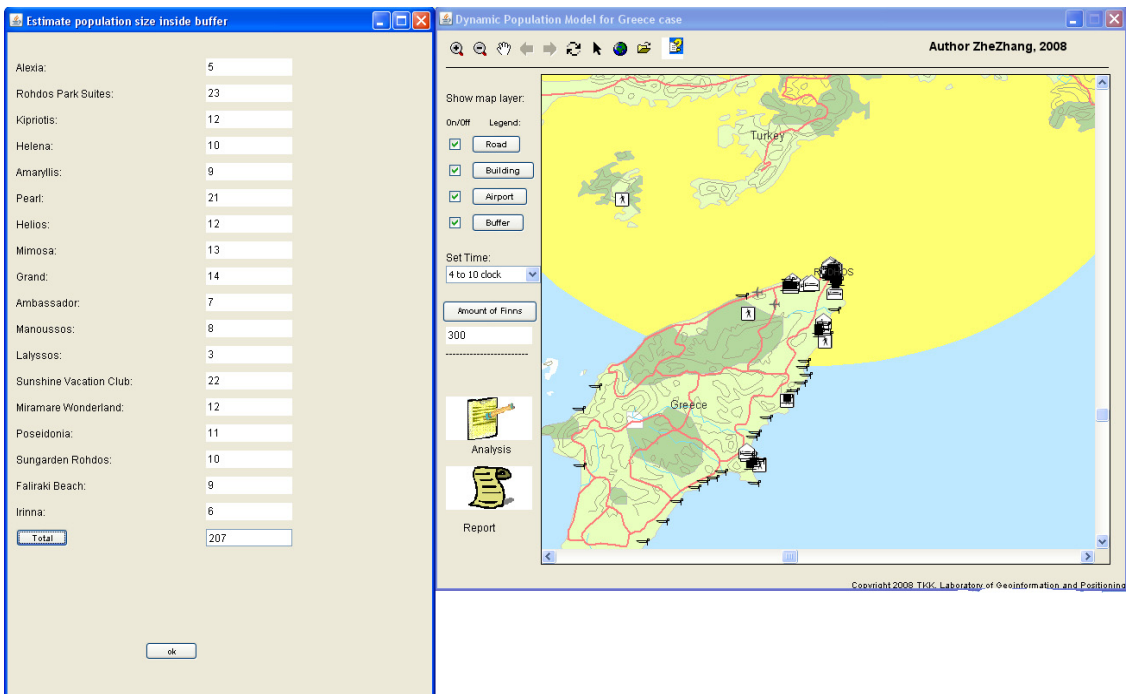 Estimate population size inside buffer
Alexia: 5
Rohdos Park Suites: 23
Kipriotis: 12
Helena: 10
Amaryllis: 9
Pearl: 21
Helios: 12
Mimosa: 13
Grand: 14
Ambassador: 7
Manoussos: 8
Lalyssos: 3
Sunshine Vacation Club: 22
Miramare Wonderland: 12
Poseidonia: 11
Sungarden Rohdos: 10
Faliraki Beach: 9
Irinna: 6
Total 207
ok
Dynamic Population Model for Greece case
Author ZheZhang, 2008
Show map layer:
On/Off Legend:
Road
Building
Airport
Buffer
Set Time:
4 to 10 clock
Amount of Finns
300
------------------------
Analysis
Report
Turkey
Greece
Copyright 2008 TKK, Laboratory of Geoinformation and Positioning